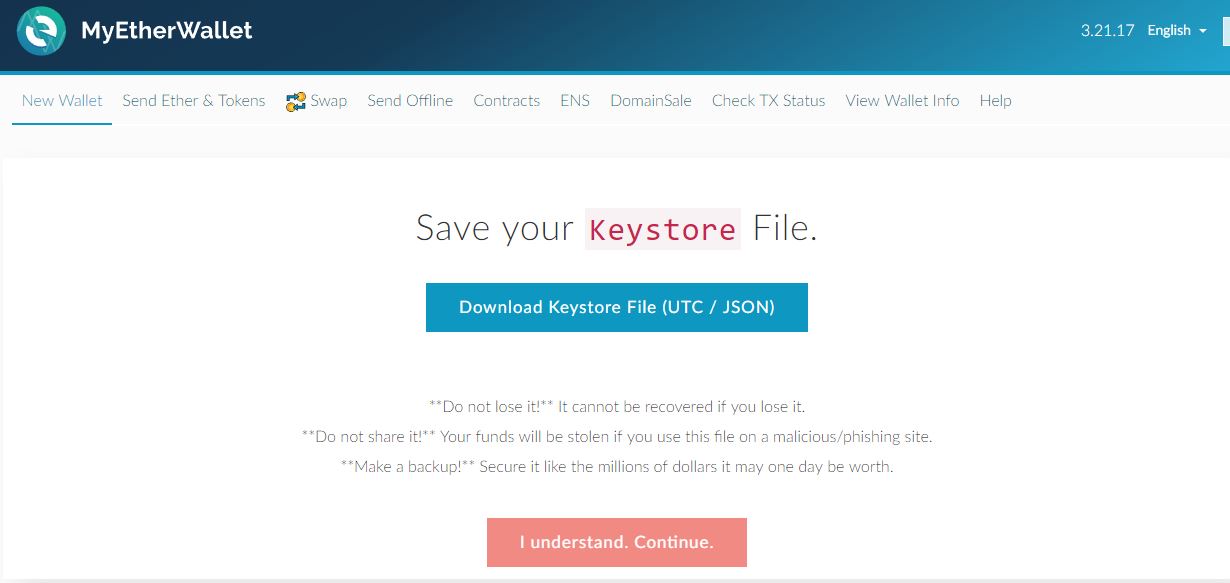 MyEtherWallet
3.21.17 English
New Wallet Send Ether & Tokens Swap Send Offline Contracts ENS DomainSale Check TX Status View Wallet Info Help
Save your Keystore File.
Download Keystore File (UTC / JSON)
**Do not lose it!** It cannot be recovered if you lose it.
**Do not share it!** Your funds will be stolen if you use this file on a malicious/phishing site.
**Make a backup!** Secure it like the millions of dollars it may one day be worth.
I understand. Continue.